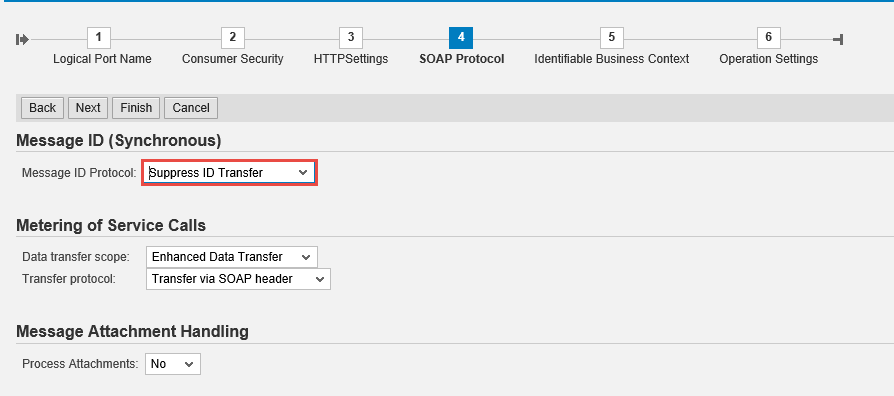 1 2 3 4 5 6
Logical Port Name Consumer Security HTTPSettings SOAP Protocol Identifiable Business Context Operation Settings
Back Next Finish Cancel
Message ID (Synchronous)
Message ID Protocol: Suppress ID Transfer
Metering of Service Calls
Data transfer scope: Enhanced Data Transfer
Transfer protocol: Transfer via SOAP header
Message Attachment Handling
Process Attachments: No